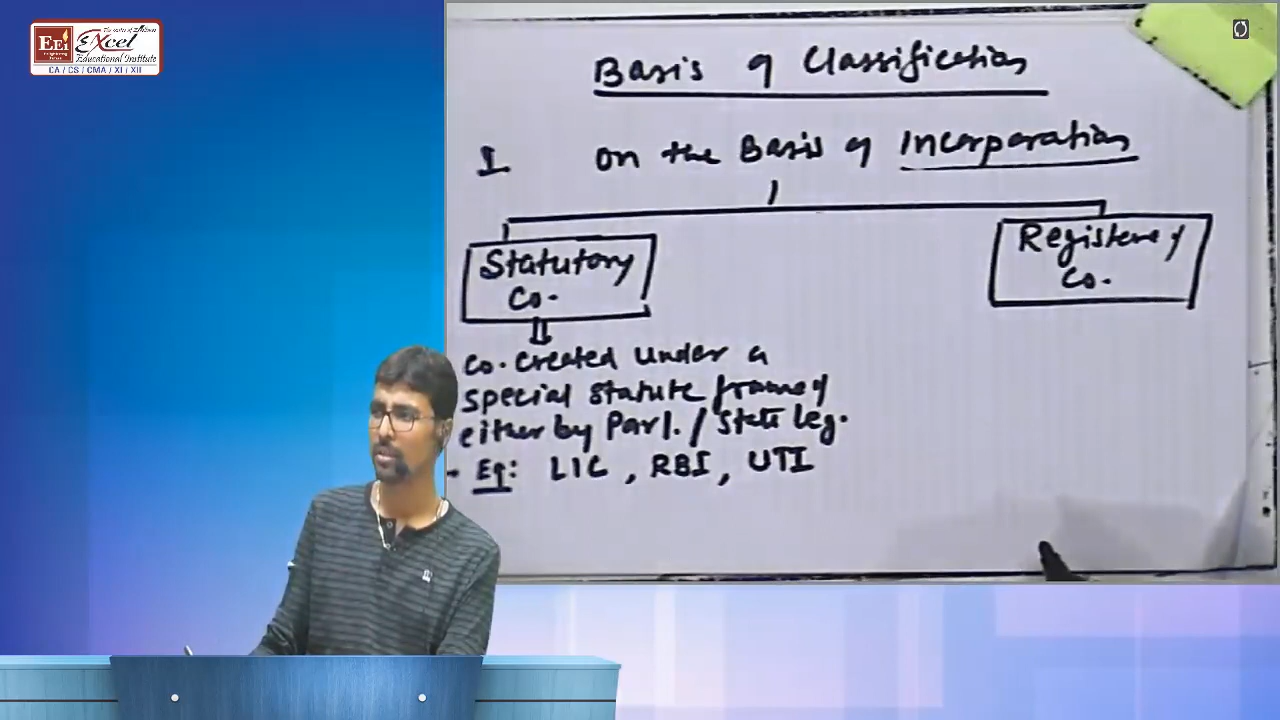 EEi
Excel
Educational Institute
CA / CS / CMA / XI / XII
Basis of Classification
I on the Basis of Incorporation
Statutory
Co.
Registered
Co.
Co. Created under a
special statute framed
either by Parl. / State Leg.
- Eg: LIC, RBI, UTI